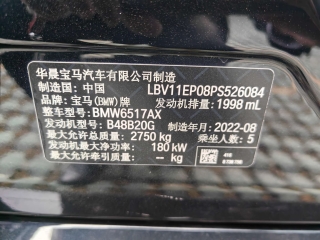 华晨宝马汽车有限公司制造
制造国：中国 LBV11EP08PS526084
品牌：宝马(BMW)牌 发动机排量：1998 mL
整车型号：BMW6517AX
发动机型号：B48B20G 制造年月：2022-08
最大允许总质量：2750 kg 乘坐人数：5
发动机最大净功率：180 kW
最大允许牵引质量： kg